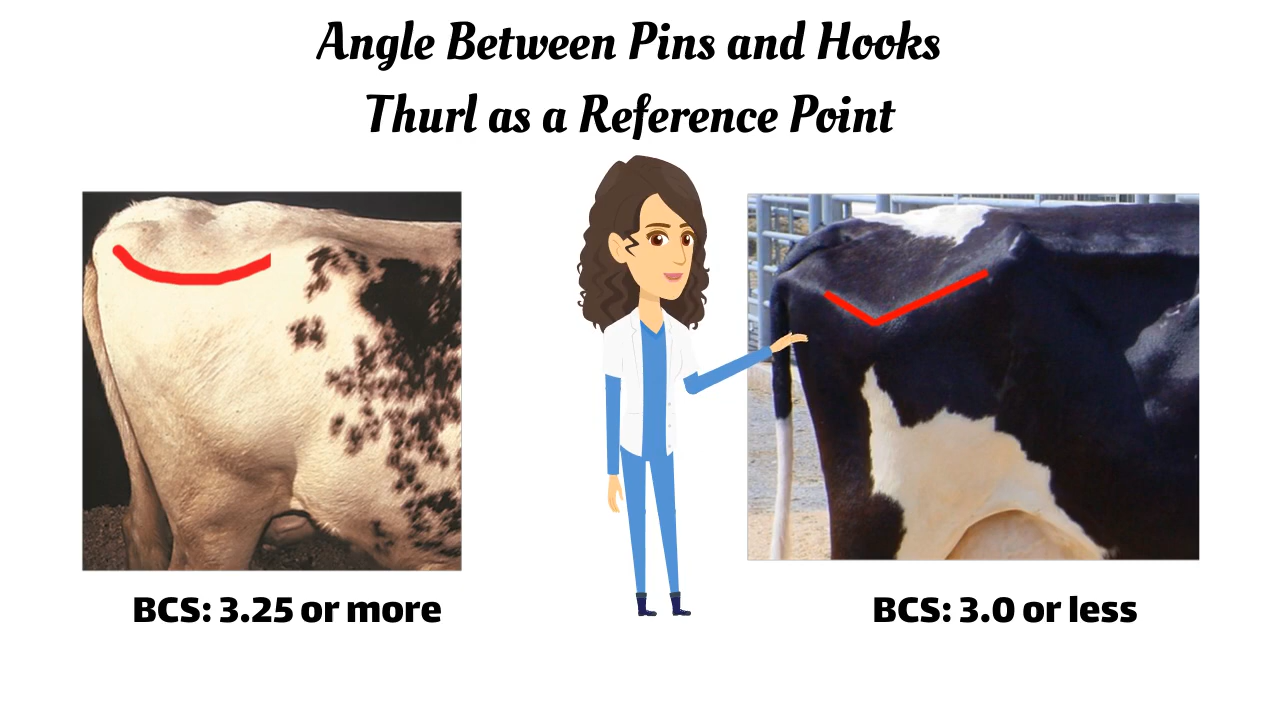 Angle Between Pins and Hooks
Thurl as a Reference Point
BCS: 3.25 or more
BCS: 3.0 or less